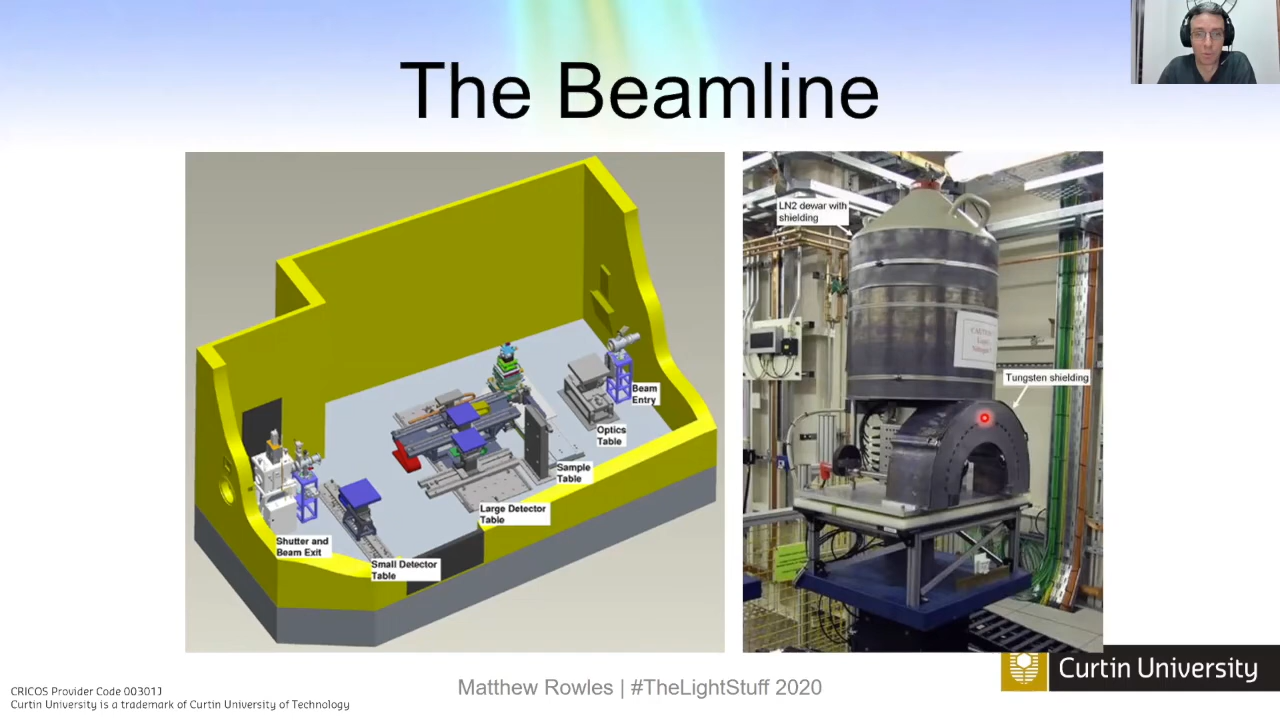 The Beamline
LN2 dewar with
shielding
Tungsten shielding
Beam
Entry
Optics
Table
Sample
Table
Large Detector
Table
Shutter and
Beam Exit
Small Detector
Table
CRICOS Provider Code 00301J
Curtin University is a trademark of Curtin University of Technology
Matthew Rowles | #TheLightStuff 2020
Curtin University